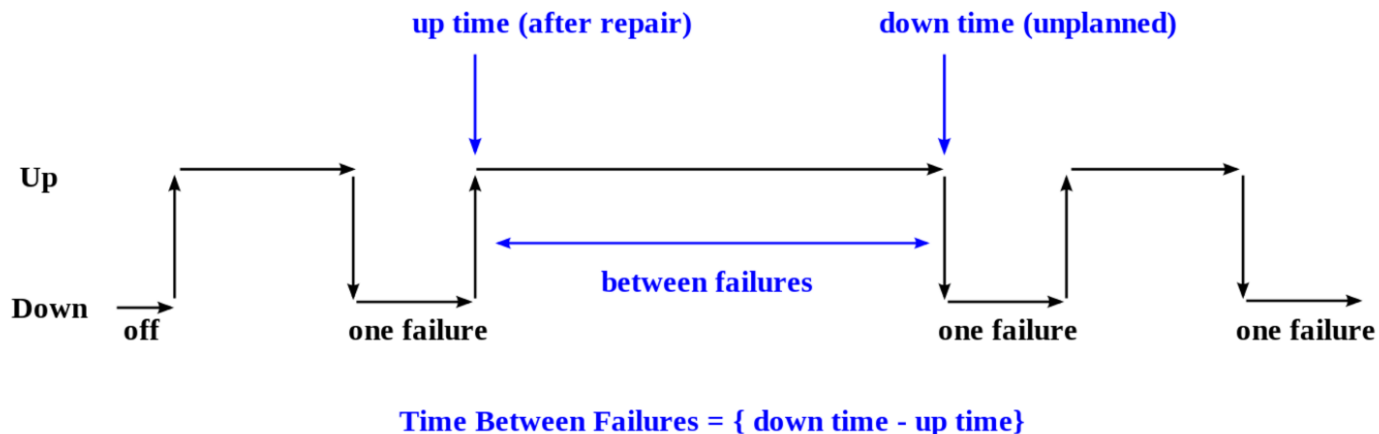 up time (after repair)
down time (unplanned)
Up
between failures
Down
off
one failure
one failure
one failure
Time Between Failures = { down time - up time}